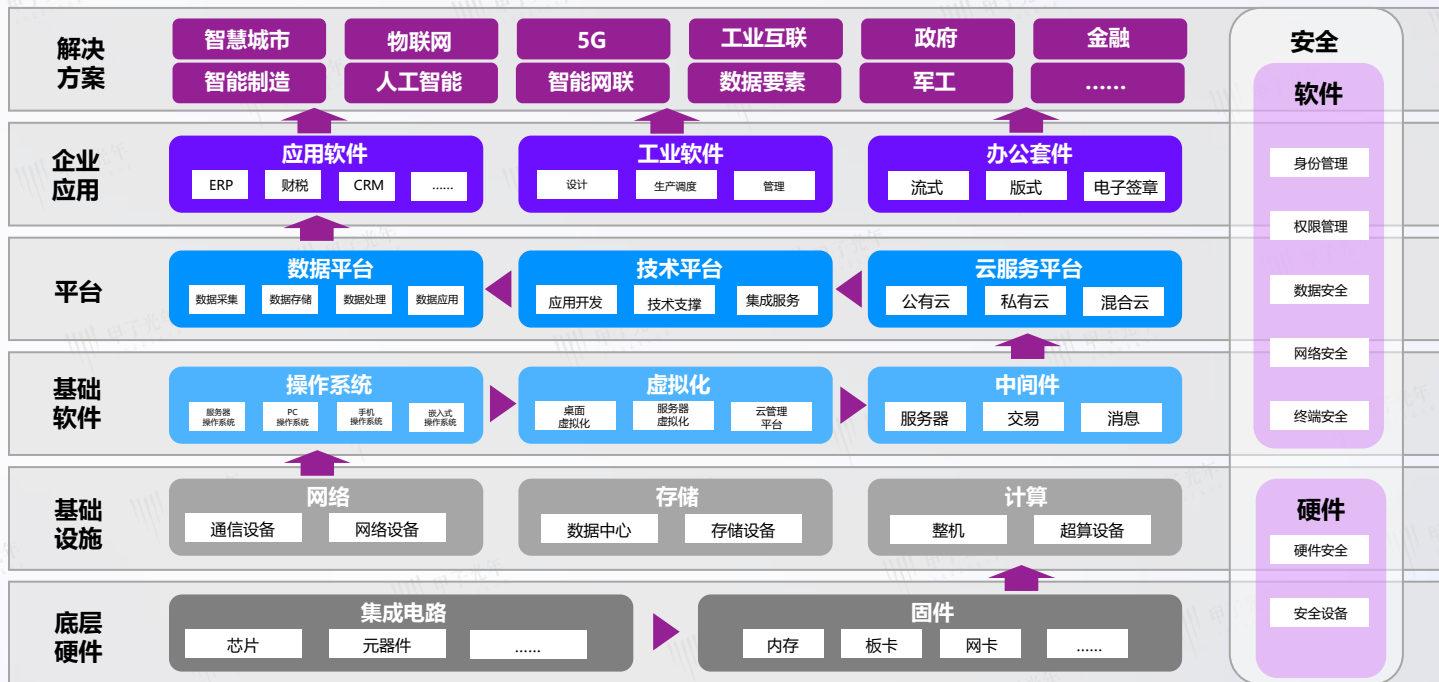 解决
方案
智慧城市
物联网
5G
工业互联
政府
金融
智能制造
人工智能
智能网联
数据要素
军工
……
企业
应用
应用软件
ERP
财税
CRM
……
工业软件
设计
生产调度
管理
办公套件
流式
版式
电子签章
平台
数据平台
数据采集
数据存储
数据处理
数据应用
技术平台
应用开发
技术支撑
集成服务
云服务平台
公有云
私有云
混合云
基础
软件
操作系统
服务器
操作系统
PC
操作系统
手机
操作系统
嵌入式
操作系统
虚拟化
桌面
虚拟化
服务器
虚拟化
云管理
平台
中间件
服务器
交易
消息
基础
设施
网络
通信设备
网络设备
存储
数据中心
存储设备
计算
整机
超算设备
底层
硬件
集成电路
芯片
元器件
……
固件
内存
板卡
网卡
……
安全
软件
身份管理
权限管理
数据安全
网络安全
终端安全
硬件
硬件安全
安全设备
甲子光年